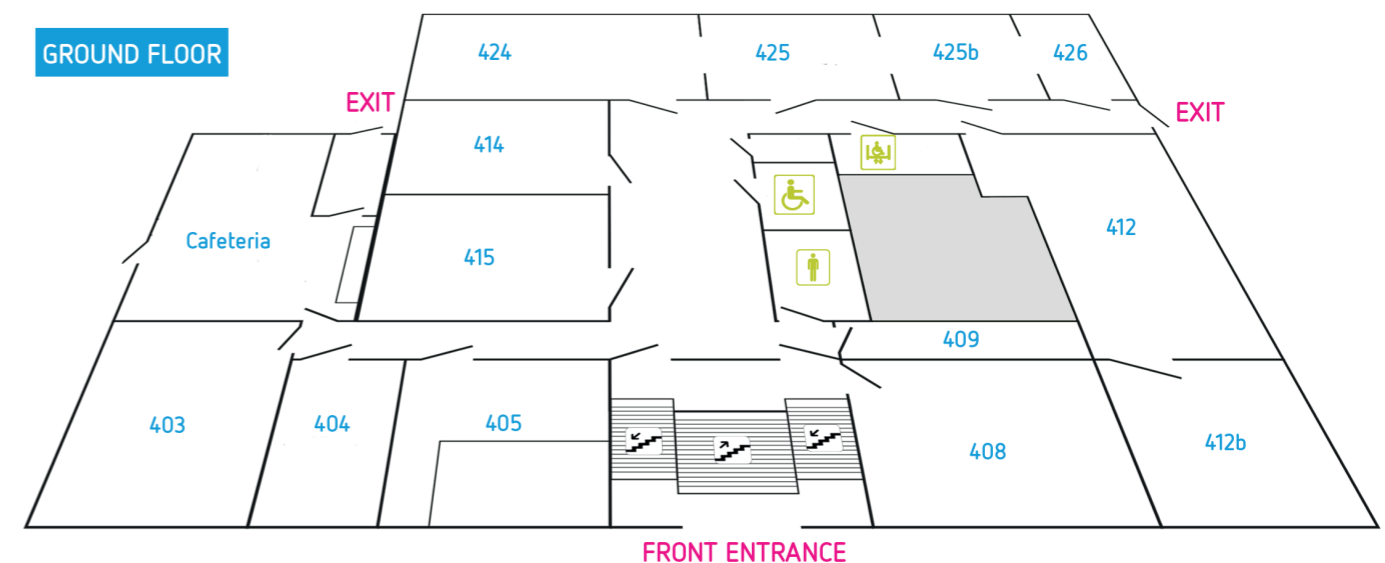 GROUND FLOOR
424
425
425b
426
EXIT
EXIT
414
Cafeteria
415
412
409
403
404
405
408
412b
FRONT ENTRANCE